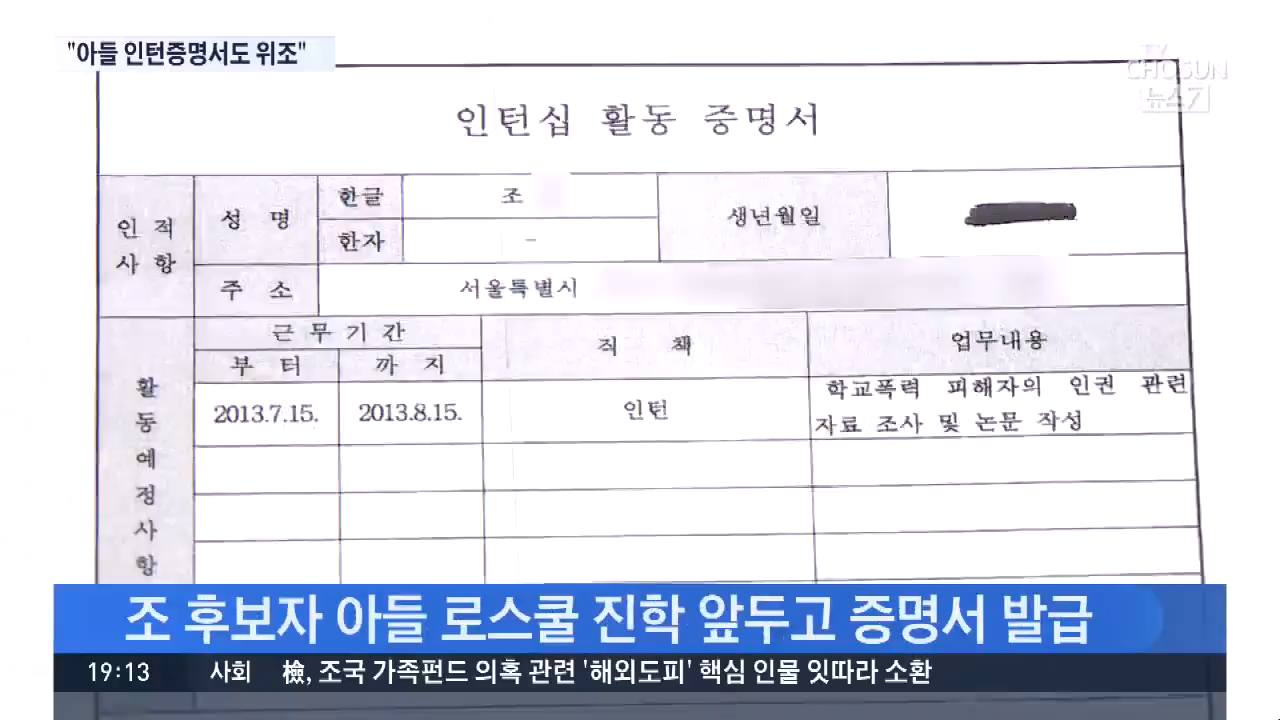 "아들 인턴증명서도 위조"
TV
CHOSUN
뉴스7
인턴십 활동 증명서
인적
사항
성 명
한글
조
한자
-
생년월일
주 소
서울특별시
활동예정사항
근 무 기 간
부 터
까 지
직 책
업무내용
2013.7.15.
2013.8.15.
인턴
학교폭력 피해자의 인권 관련
자료 조사 및 논문 작성
조 후보자 아들 로스쿨 진학 앞두고 증명서 발급
19:13 사회 檢, 조국 가족펀드 의혹 관련 '해외도피' 핵심 인물 잇따라 소환